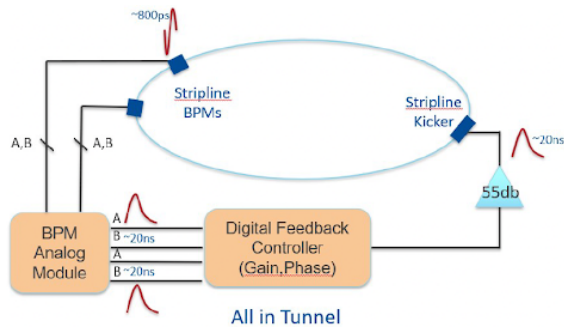 ~800ps
Stripline
BPMs
Stripline
Kicker
~20ns
A,B
A,B
55db
BPM
Analog
Module
A
B ~20ns
A
B ~20ns
Digital Feedback
Controller
(Gain,Phase)
All in Tunnel